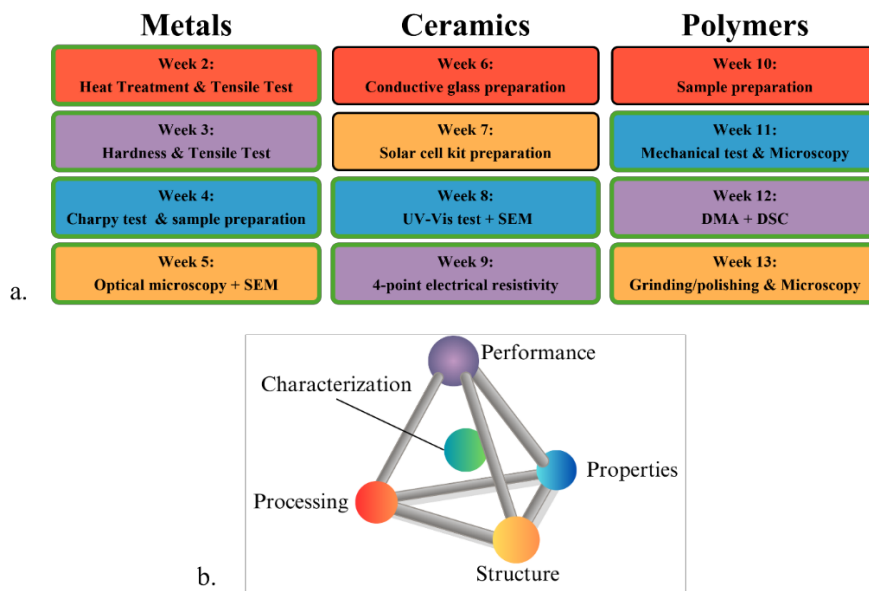 Metals
Ceramics
Polymers
Week 2:
Heat Treatment & Tensile Test
Week 6:
Conductive glass preparation
Week 10:
Sample preparation
Week 3:
Hardness & Tensile Test
Week 7:
Solar cell kit preparation
Week 11:
Mechanical test & Microscopy
Week 4:
Charpy test & sample preparation
Week 8:
UV-Vis test + SEM
Week 12:
DMA + DSC
Week 5:
Optical microscopy + SEM
Week 9:
4-point electrical resistivity
Week 13:
Grinding/polishing & Microscopy
a.
Performance
Characterization
Properties
Processing
Structure
b.